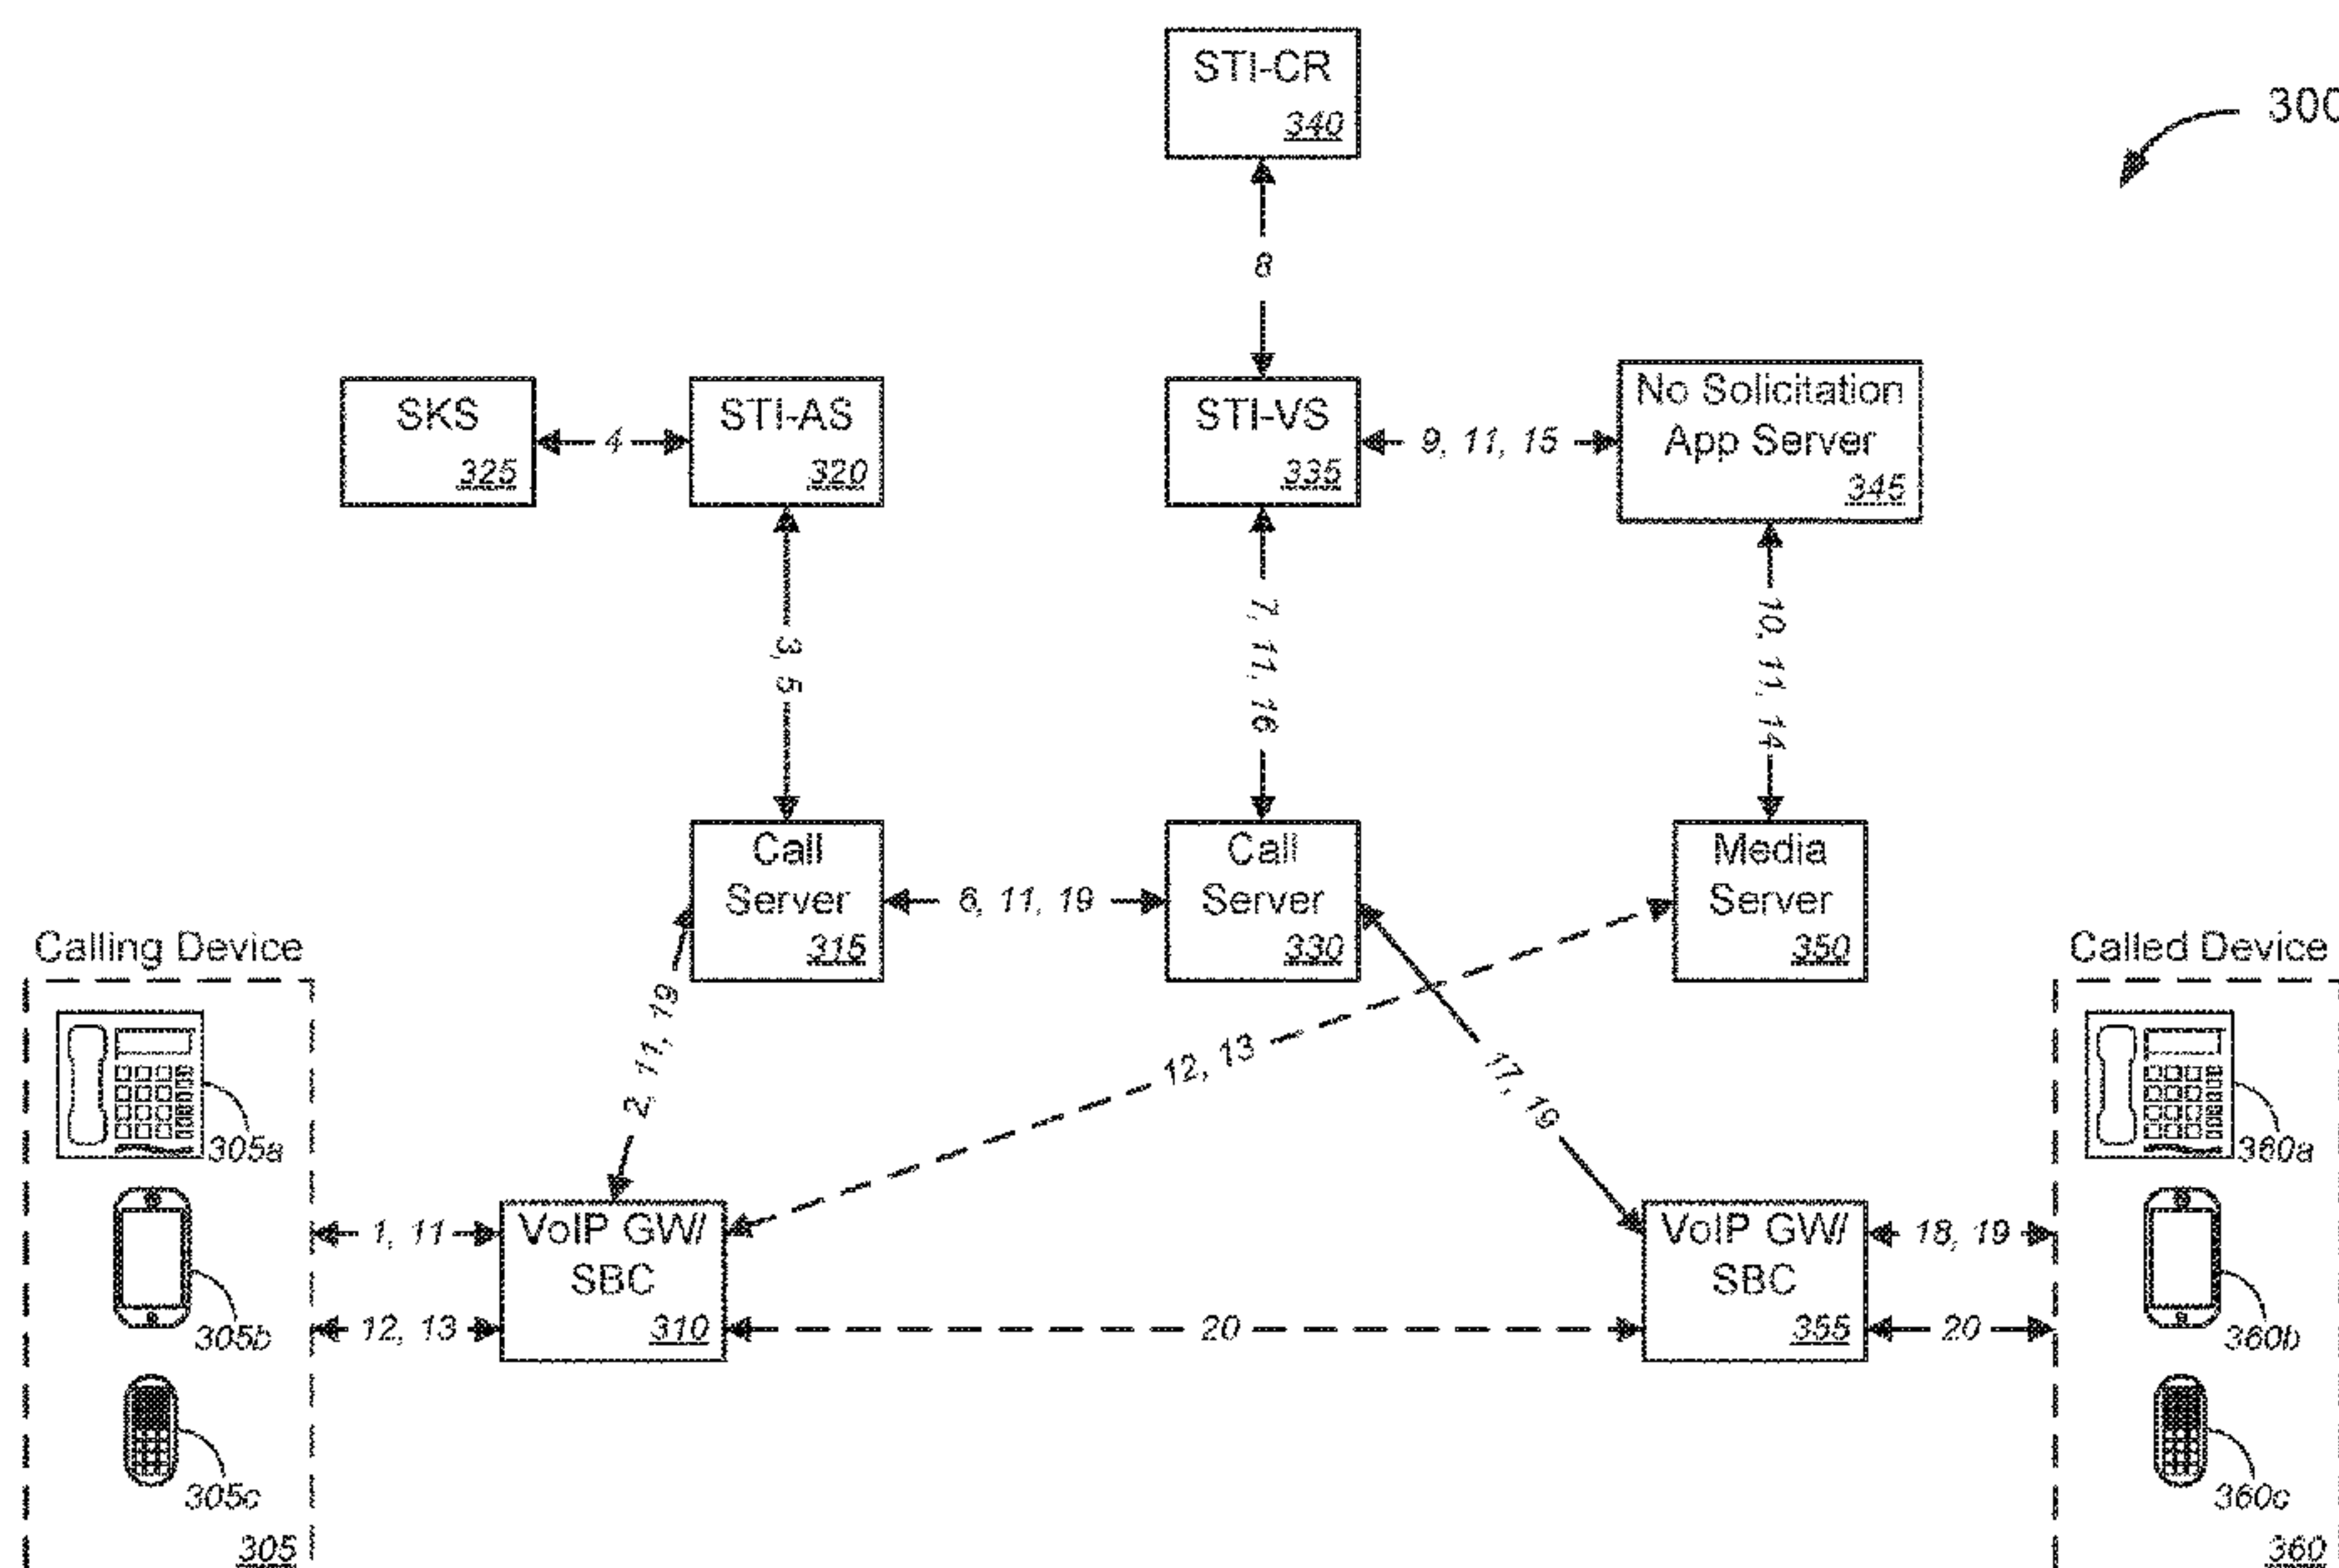 STI-CR
340
300
8
SKS
325
4
STI-AS
320
STI-VS
335
9, 11, 15
No Solicitation
App Server
345
3, 5
7, 11, 16
10, 11, 14
Call
Server
315
6, 11, 19
Call
Server
330
Media
Server
350
Calling Device
Called Device
2, 11, 19
12, 13
17, 19
305a
360a
1, 11
VoIP GW/
SBC
310
VoIP GW/
SBC
355
18, 19
12, 13
20
20
305b
360b
305c
360c
305
360